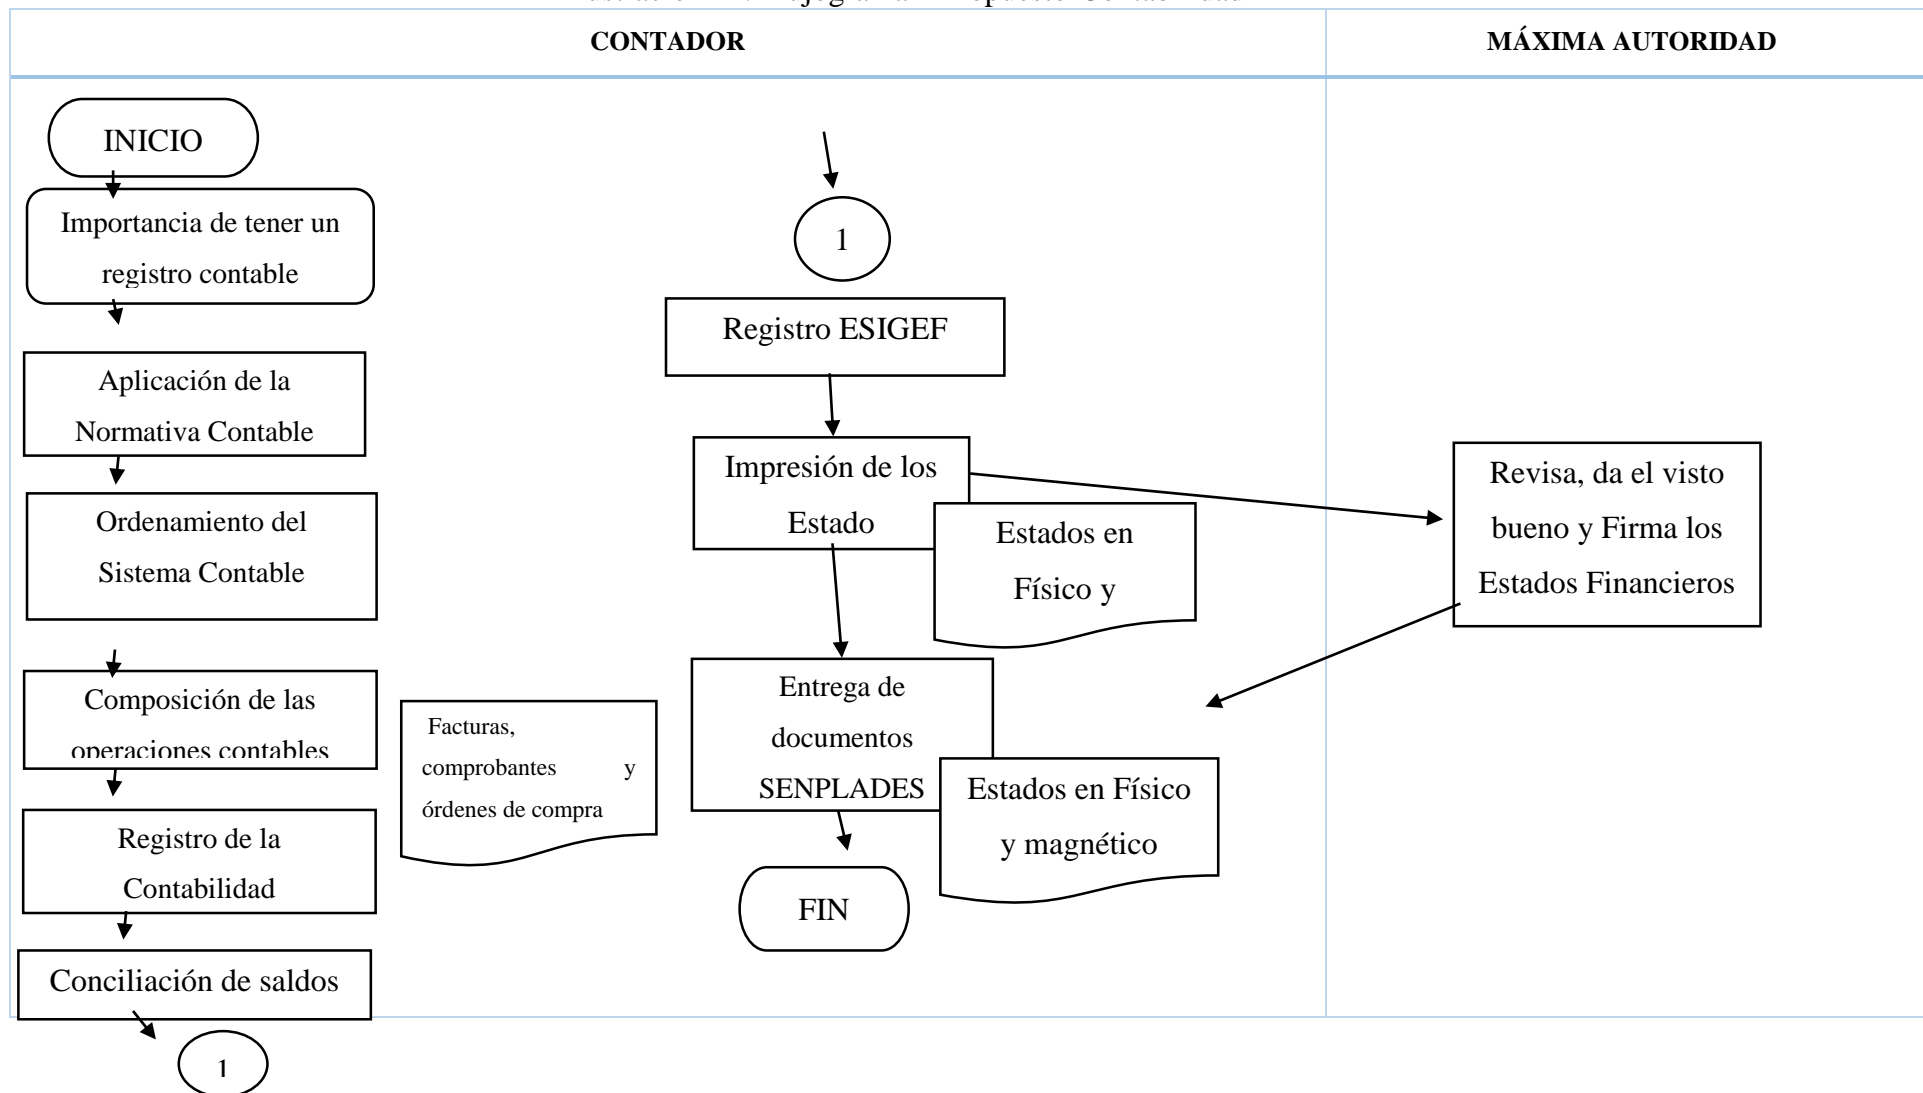 CONTADOR
MÁXIMA AUTORIDAD
INICIO
Importancia de tener un
registro contable
Aplicación de la
Normativa Contable
Ordenamiento del
Sistema Contable
Composición de las
operaciones contables
Registro de la
Contabilidad
Conciliación de saldos
1
Facturas,
comprobantes y
órdenes de compra
1
Registro ESIGEF
Impresión de los
Estado
Estados en
Físico y
Entrega de
documentos
SENPLADES
Estados en Físico
y magnético
FIN
Revisa, da el visto
bueno y Firma los
Estados Financieros